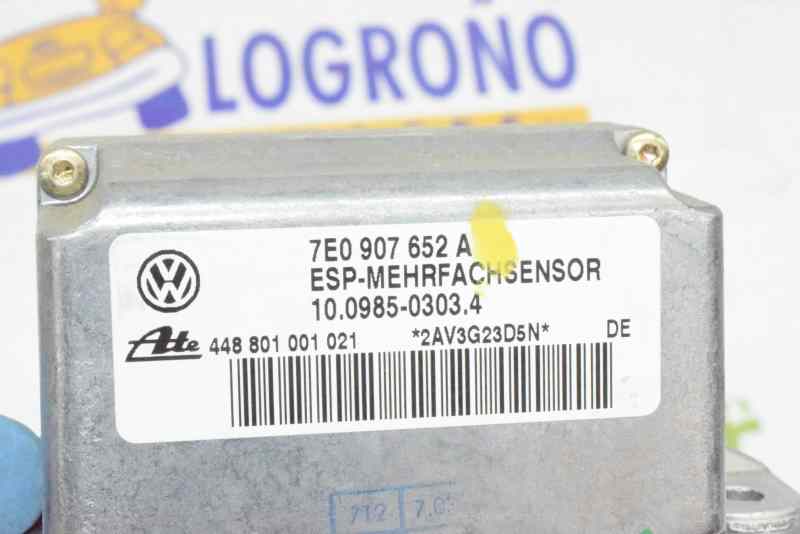 LOGROÑO
7E0 907 652 A
ESP-MEHRFACHSENSOR
10.0985-0303.4
Ate 448 801 001 021 *2AV3G23D5N* DE